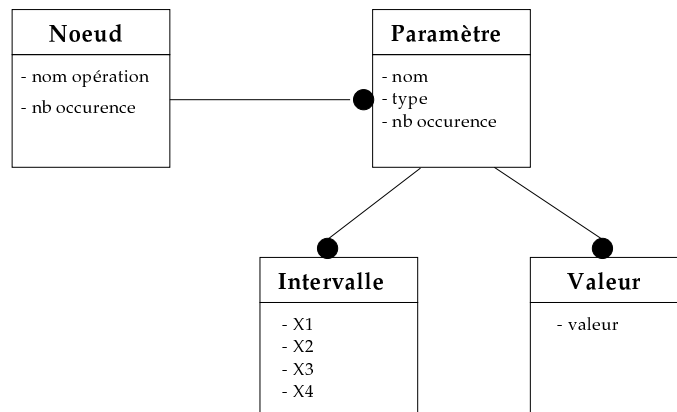 Noeud
- nom opération
- nb occurence
Paramètre
- nom
- type
- nb occurence
Intervalle
- X1
- X2
- X3
- X4
Valeur
- valeur